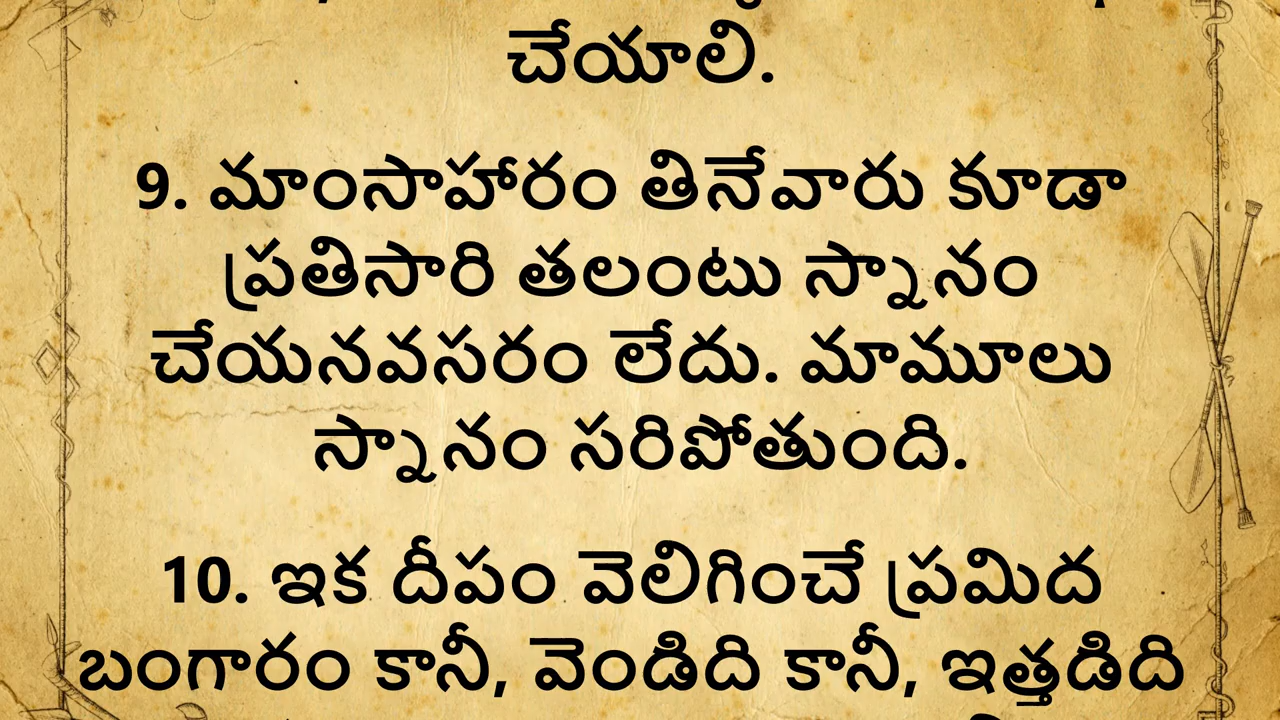 చేయాలి.
9. మాంసాహారం తినేవారు కూడా
ప్రతిసారి తలంటు స్నానం
చేయనవసరం లేదు. మామూలు
స్నానం సరిపోతుంది.
10. ఇక దీపం వెలిగించే ప్రమిద
బంగారం కానీ, వెండిది కానీ, ఇత్తడిది